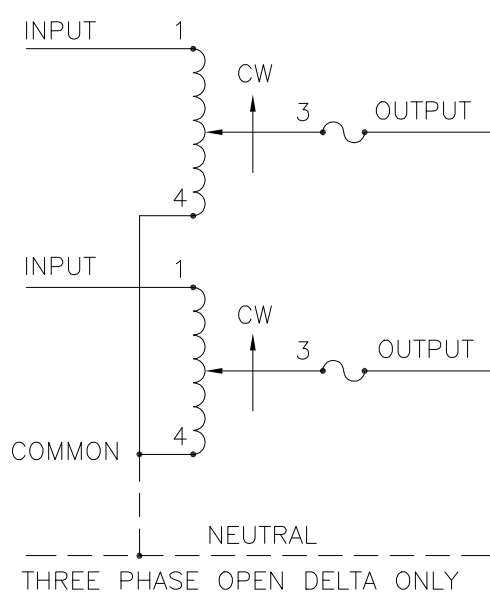 INPUT
1
CW
3
OUTPUT
4
INPUT
1
CW
3
OUTPUT
4
COMMON
NEUTRAL
THREE PHASE OPEN DELTA ONLY